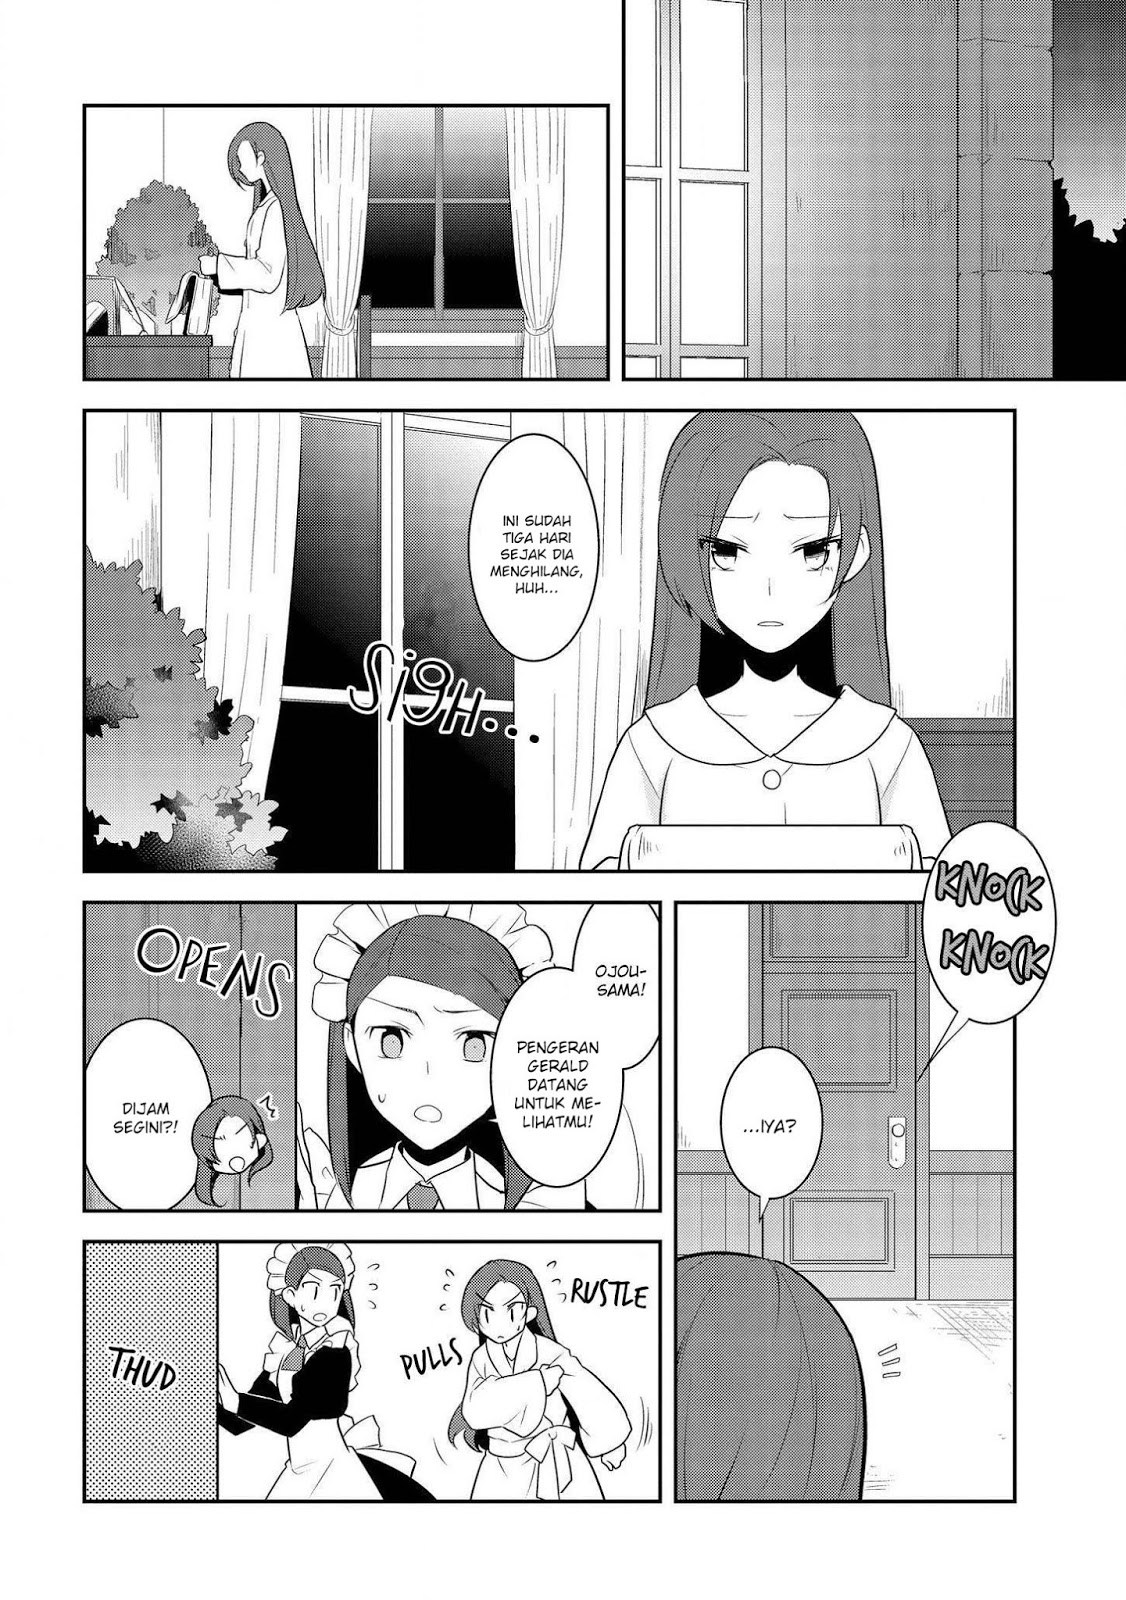 INI SUDAH
TIGA HARI
SEJAK DIA
MENGHILANG,
HUH...
SIGH...
KNOCK
KNOCK
...IYA?
OJOU-
SAMA!
PENGERAN
GERALD
DATANG
UNTUK ME-
LIHATMU!
OPENS
DIJAM
SEGINI?!
RUSTLE
PULLS
THUD